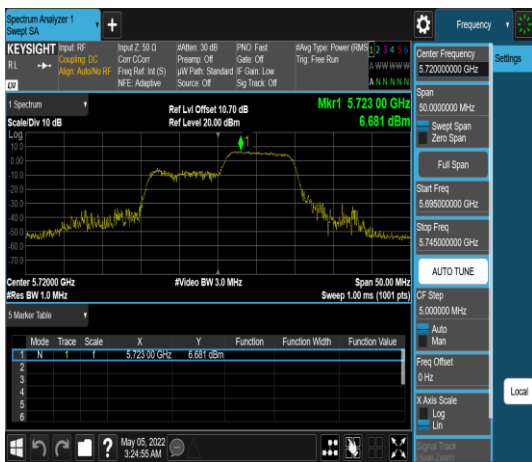 Spectrum Analyzer 1
Swept SA
+
Frequency
KEYSIGHT
Input: RF
Input Z: 50 Ω
#Atten: 30 dB
PNO: Fast
#Avg Type: Power (RMS
1 2 3 4 5 6
RL
Coupling: DC
Corr CCorr
Preamp: Off
Gate: Off
Trig: Free Run
A W W W W W
Align: Auto/No RF
Freq Ref: Int (S)
µW Path: Standard
IF Gain: Low
NFE: Adaptive
Source: Off
Sig Track: Off
A N N N N N
LXI
Settings
1 Spectrum
Scale/Div 10 dB
Ref Lvl Offset 10.70 dB
Ref Level 20.00 dBm
Mkr1 5.723 00 GHz
6.681 dBm
Log
10.0
0.00
-10.0
-20.0
-30.0
-40.0
-50.0
-60.0
-70.0
1
Center 5.72000 GHz
#Video BW 3.0 MHz
Span 50.00 MHz
#Res BW 1.0 MHz
Sweep 1.00 ms (1001 pts)
5 Marker Table
Mode Trace Scale X Y Function Function Width Function Value
1 N 1 f 5.723 00 GHz 6.681 dBm
2
3
4
5
6
Center Frequency
5.720000000 GHz
Span
50.0000000 MHz
Swept Span
Zero Span
Full Span
Start Freq
5.695000000 GHz
Stop Freq
5.745000000 GHz
AUTO TUNE
CF Step
5.000000 MHz
Auto
Man
Freq Offset
0 Hz
X Axis Scale
Log
Lin
Signal Track
(Span Zoom)
Local
?
May 05, 2022
3:24:55 AM